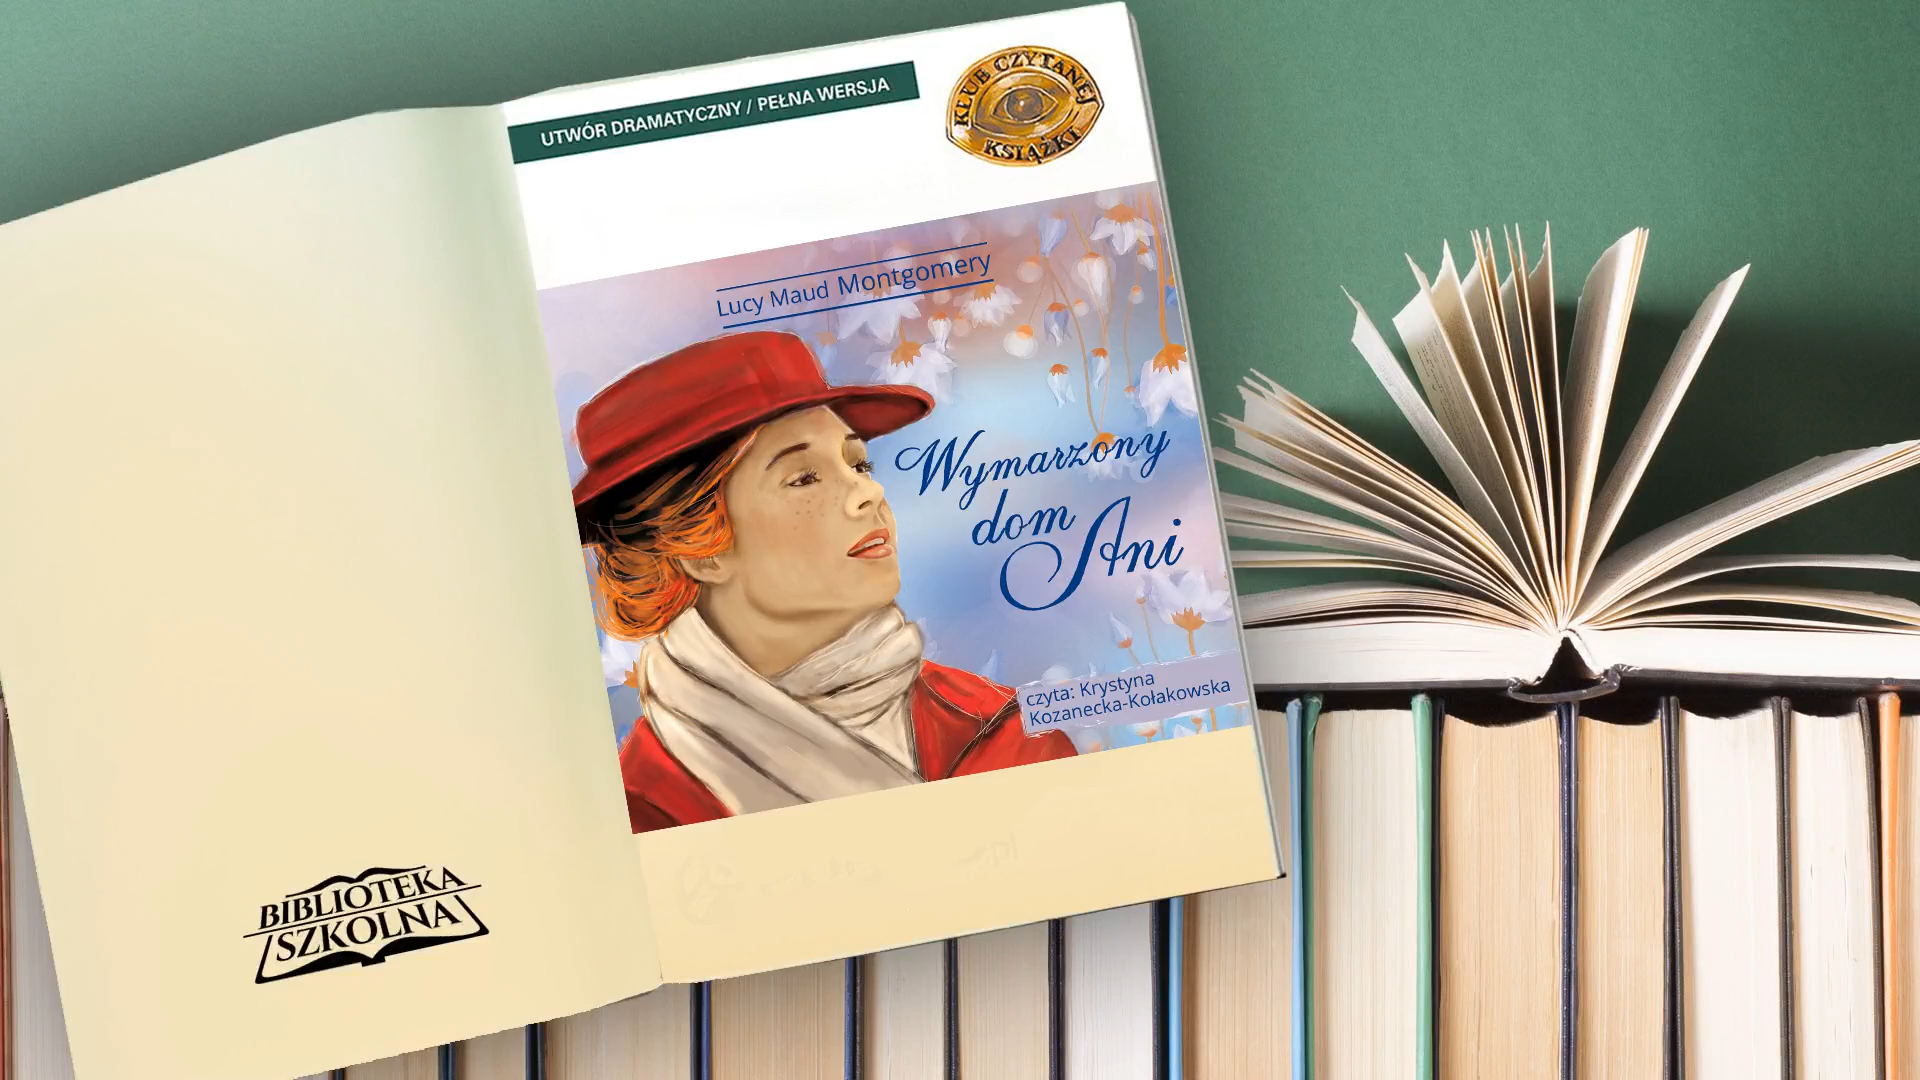 UTWÓR DRAMATYCZNY / PEŁNA WERSJA
KLUB CZYTANEJ
KSIĄŻKI
Lucy Maud Montgomery
Wymarzony
dom
Ani
czyta: Krystyna
Kozanecka-Kołakowska
BIBLIOTEKA
SZKOLNA